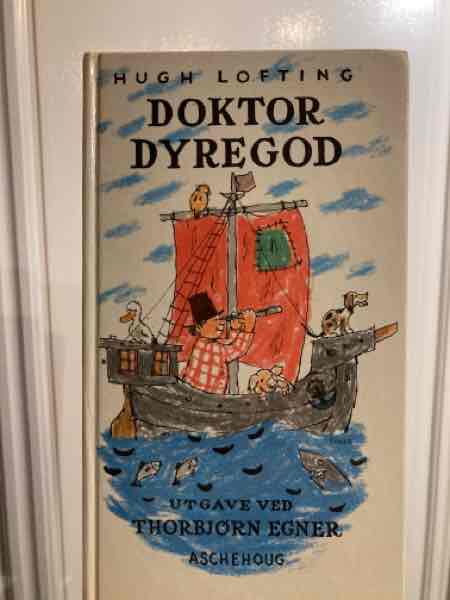 HUGH LOFTING
DOKTOR
DYREGOD
UTGAVE VED
THORBJØRN EGNER
ASCHEHOUG